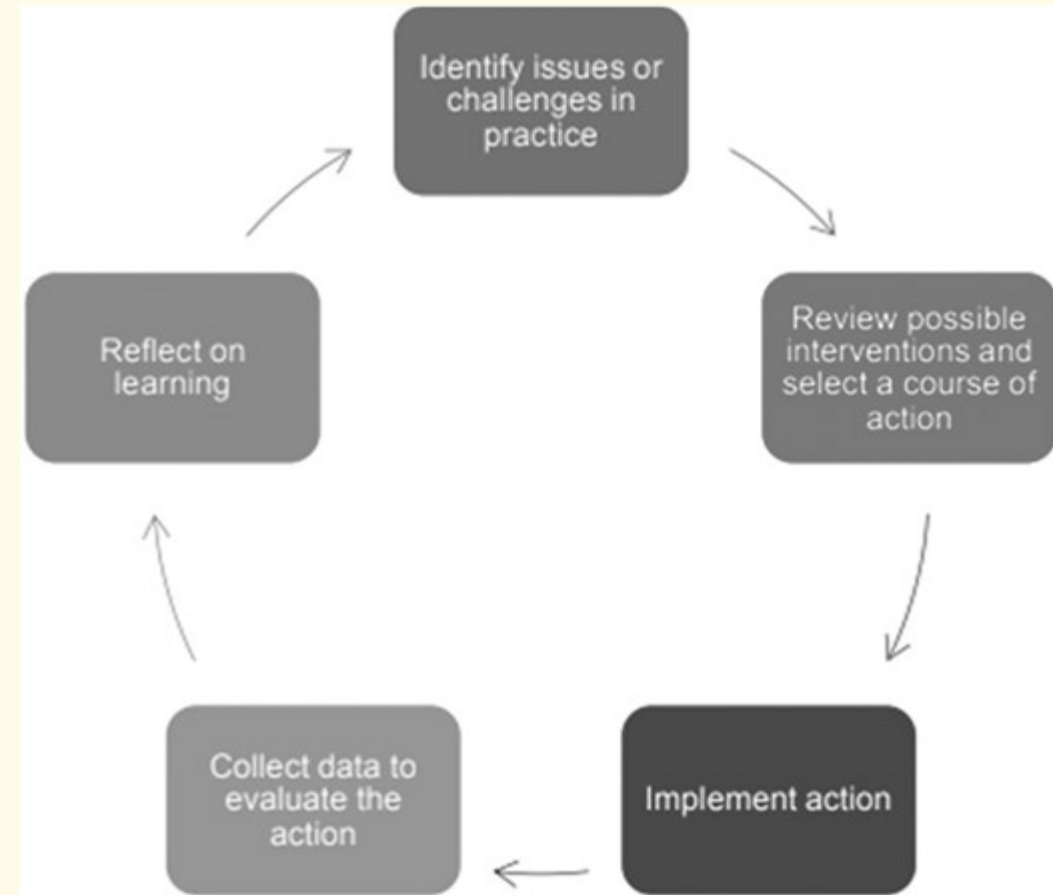 Identify issues or
challenges in
practice
Review possible
interventions and
select a course of
action
Implement action
Collect data to
evaluate the
action
Reflect on
learning